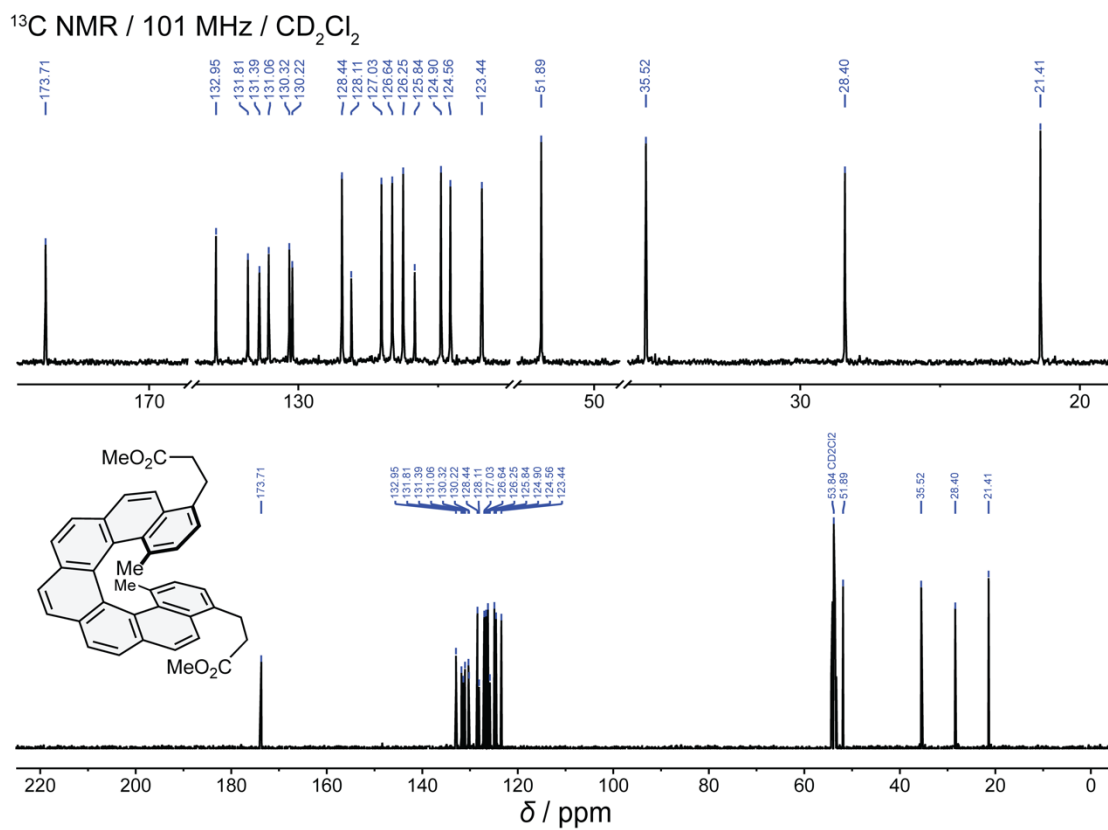 ¹³C NMR / 101 MHz / CD₂Cl₂
173.71 132.95 131.81 131.39 131.06 130.32 130.22 128.44 128.11 127.03 126.64 126.25 125.84 124.90 124.56 123.44 51.89 35.52 28.40 21.41
170 130 50 30 20
173.71 132.95 131.81 131.39 131.06 130.32 130.22 128.44 128.11 127.03 126.64 126.25 125.84 124.90 124.56 123.44 53.84 CD2Cl2 51.89 35.52 28.40 21.41
MeO₂C
Me
Me
MeO₂C
220 200 180 160 140 120 100 80 60 40 20 0
δ / ppm